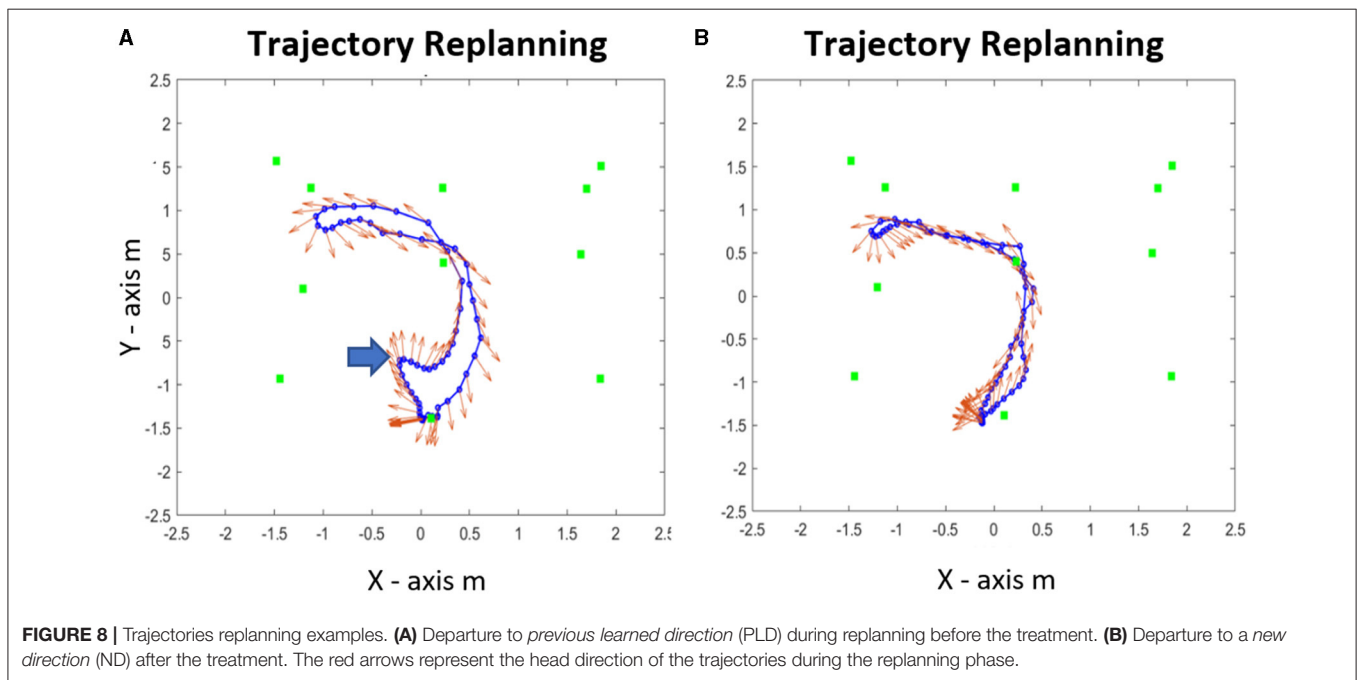 A
Trajectory Replanning
2.5
2
5
1
5
0
5
-1
-1.5
-2
-2.5
Y - axis m
-2.5 -2 -1.5 -1 -0.5 0 0.5 1 1.5 2 2.5
X - axis m
B
Trajectory Replanning
2.5
2
1.5
1
0.5
0
-0.5
-1
-1.5
-2
-2.5
-2.5 -2 -1.5 -1 -0.5 0 0.5 1 1.5 2 2.5
X - axis m
FIGURE 8 | Trajectories replanning examples. (A) Departure to previous learned direction (PLD) during replanning before the treatment. (B) Departure to a new
direction (ND) after the treatment. The red arrows represent the head direction of the trajectories during the replanning phase.